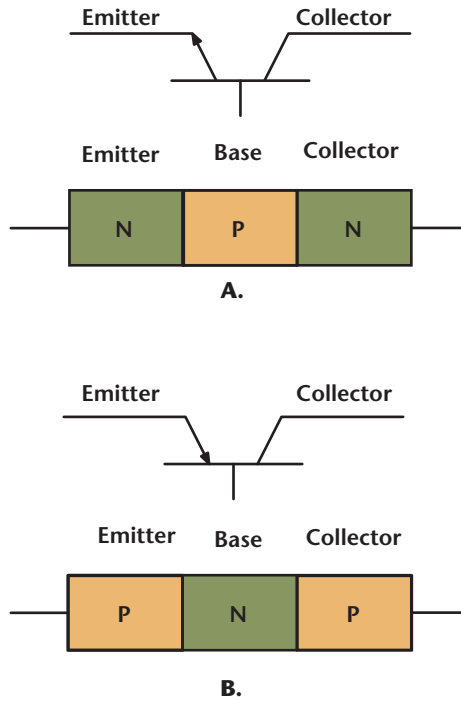 Emitter Collector
Emitter Base Collector
N P N
A.
Emitter Collector
Emitter Base Collector
P N P
B.